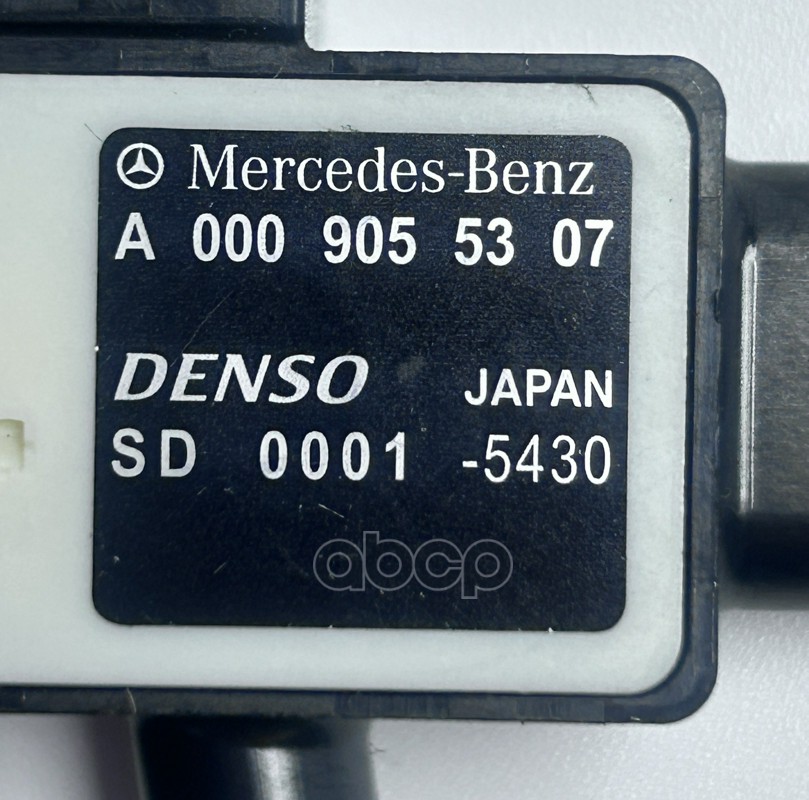 Mercedes-Benz
A 000 905 53 07
DENSO JAPAN
SD 0001 -5430
abcp